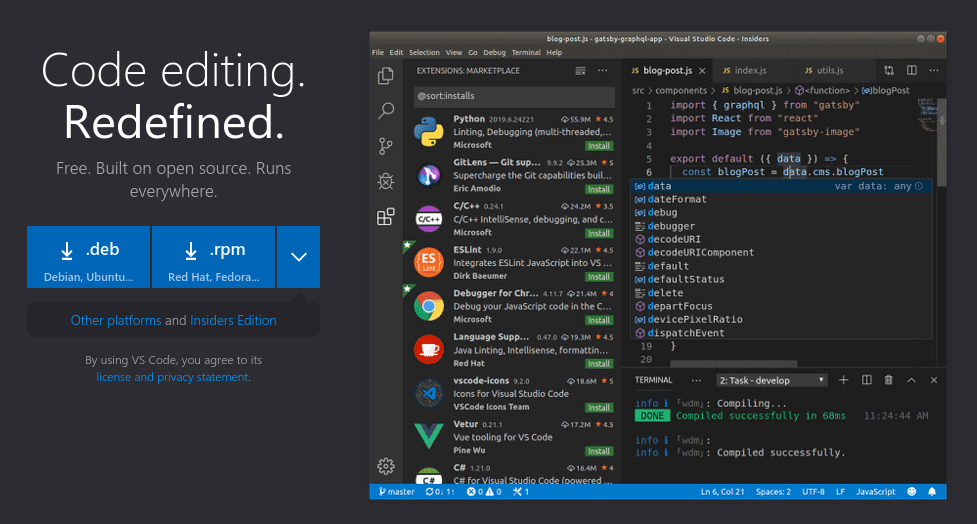 Code editing.
Redefined.
Free. Built on open source. Runs
everywhere.
.deb
Debian, Ubuntu...
.rpm
Red Hat, Fedora...
Other platforms and Insiders Edition
By using VS Code, you agree to its
license and privacy statement.
blog-post.js - gatsby-graphql-app - Visual Studio Code - Insiders
File Edit Selection View Go Debug Terminal Help
EXTENSIONS: MARKETPLACE
@sort:installs
Python 2019.6.24221 55.9M 4.5
Linting, Debugging (multi-threaded,...
Microsoft Install
GitLens — Git sup... 9.9.2 25.3M 5
Supercharge the Git capabilities buil...
Eric Amodio Install
C/C++ 0.24.1 24.2M 3.5
C/C++ IntelliSense, debugging, and c...
Microsoft Install
ESLint 1.9.0 22.1M 4.5
Integrates ESLint JavaScript into VS ...
Dirk Baeumer Install
Debugger for Chr... 4.11.7 21.4M 4
Debug your JavaScript code in the C...
Microsoft Install
Language Supp... 0.47.0 19.3M 4.5
Java Linting, Intellisense, formattin...
Red Hat Install
vscode-icons 9.2.0 18.6M 5
Icons for Visual Studio Code
VSCode Icons Team Install
Vetur 0.21.1 17.2M 4.5
Vue tooling for VS Code
Pine Wu Install
C# 1.21.0 16.4M 4
C# for Visual Studio Code (powered ...
blog-post.js index.js utils.js
src components blog-post.js <function> blogPost
1 import { graphql } from "gatsby"
2 import React from "react"
3 import Image from "gatsby-image"
4
5 export default ({ data }) => {
6 const blogPost = data.cms.blogPost
data var data: any
dateFormat
debug
debugger
decodeURI
decodeURIComponent
default
defaultStatus
delete
departFocus
devicePixelRatio
dispatchEvent
19 }
20
TERMINAL ... 2: Task - develop
info ℹ ｢wdm｣: Compiling...
DONE Compiled successfully in 68ms 11:24:44 AM
info ℹ ｢wdm｣:
info ℹ ｢wdm｣: Compiled successfully.
master 0↓ 1↑ 0 0 1 Ln 6, Col 21 Spaces: 2 UTF-8 LF JavaScript